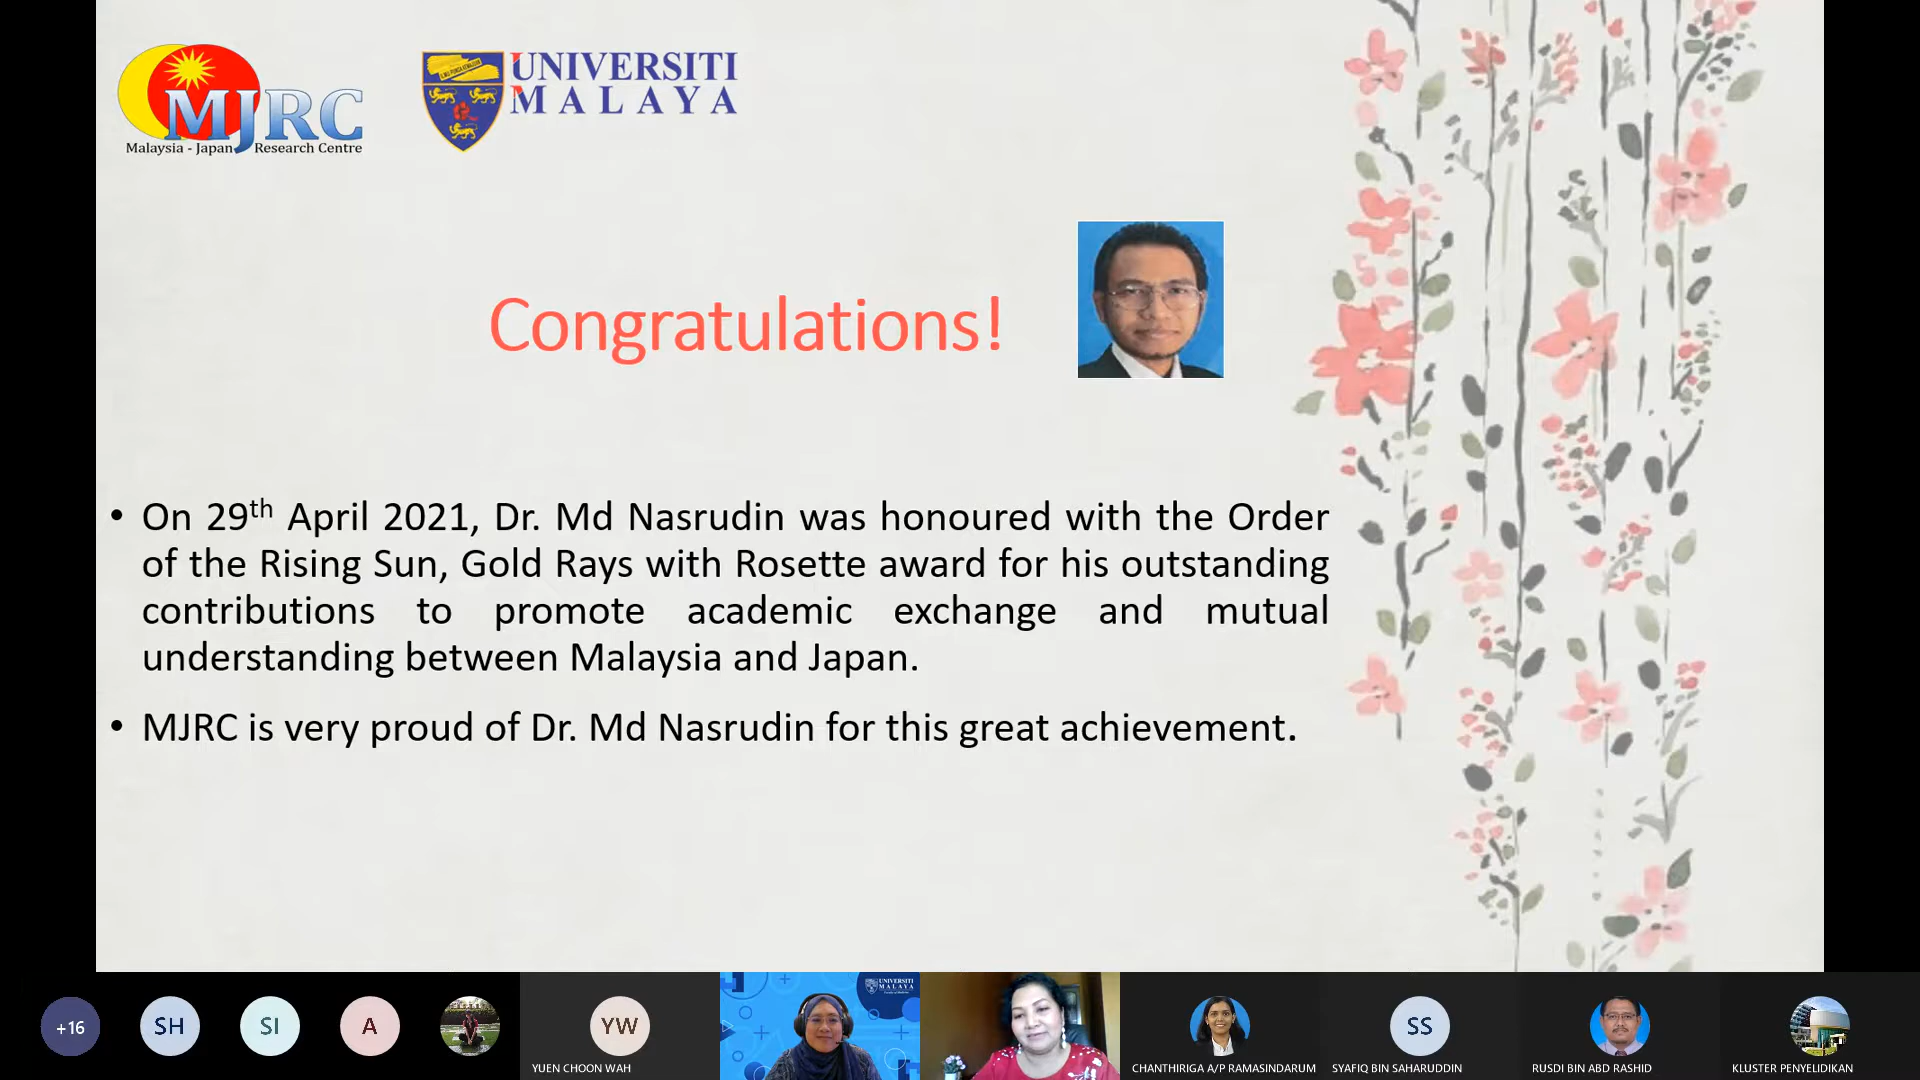 MJRC
Malaysia - Japan Research Centre
UNIVERSITI
MALAYA
Congratulations!
• On 29th April 2021, Dr. Md Nasrudin was honoured with the Order
of the Rising Sun, Gold Rays with Rosette award for his outstanding
contributions to promote academic exchange and mutual
understanding between Malaysia and Japan.
• MJRC is very proud of Dr. Md Nasrudin for this great achievement.
UNIVERSITI
MALAYA
+16
SH
SI
A
YW
SS
YUEN CHOON WAH
CHANTHIRIGA A/P RAMASINDARUM
SYAFIQ BIN SAHARUDDIN
RUSDI BIN ABD RASHID
KLUSTER PENYELIDIKAN